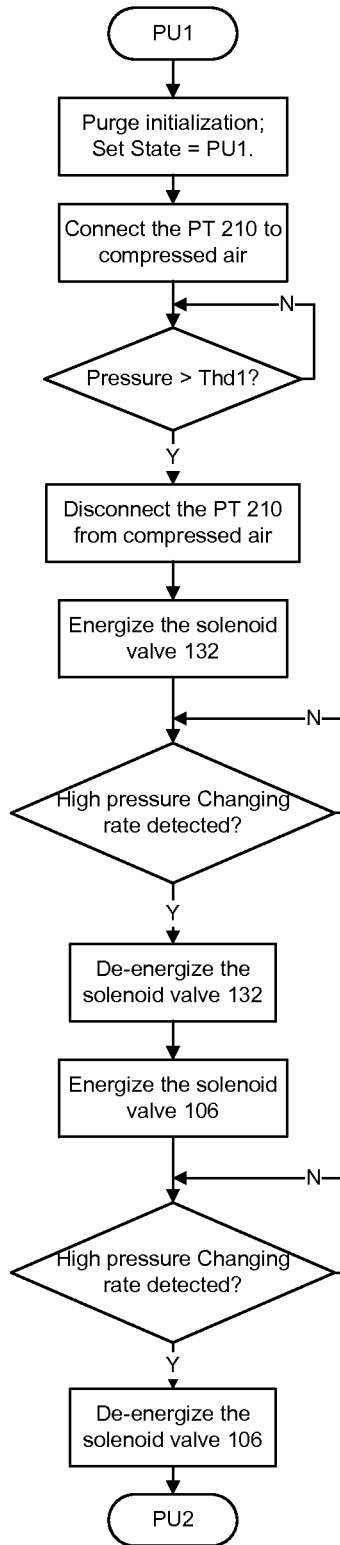 PU1
Purge initialization;
Set State = PU1.
Connect the PT 210 to
compressed air
N
Pressure > Thd1?
Y
Disconnect the PT 210
from compressed air
Energize the solenoid
valve 132
N
High pressure Changing
rate detected?
Y
De-energize the
solenoid valve 132
Energize the solenoid
valve 106
N
High pressure Changing
rate detected?
Y
De-energize the
solenoid valve 106
PU2